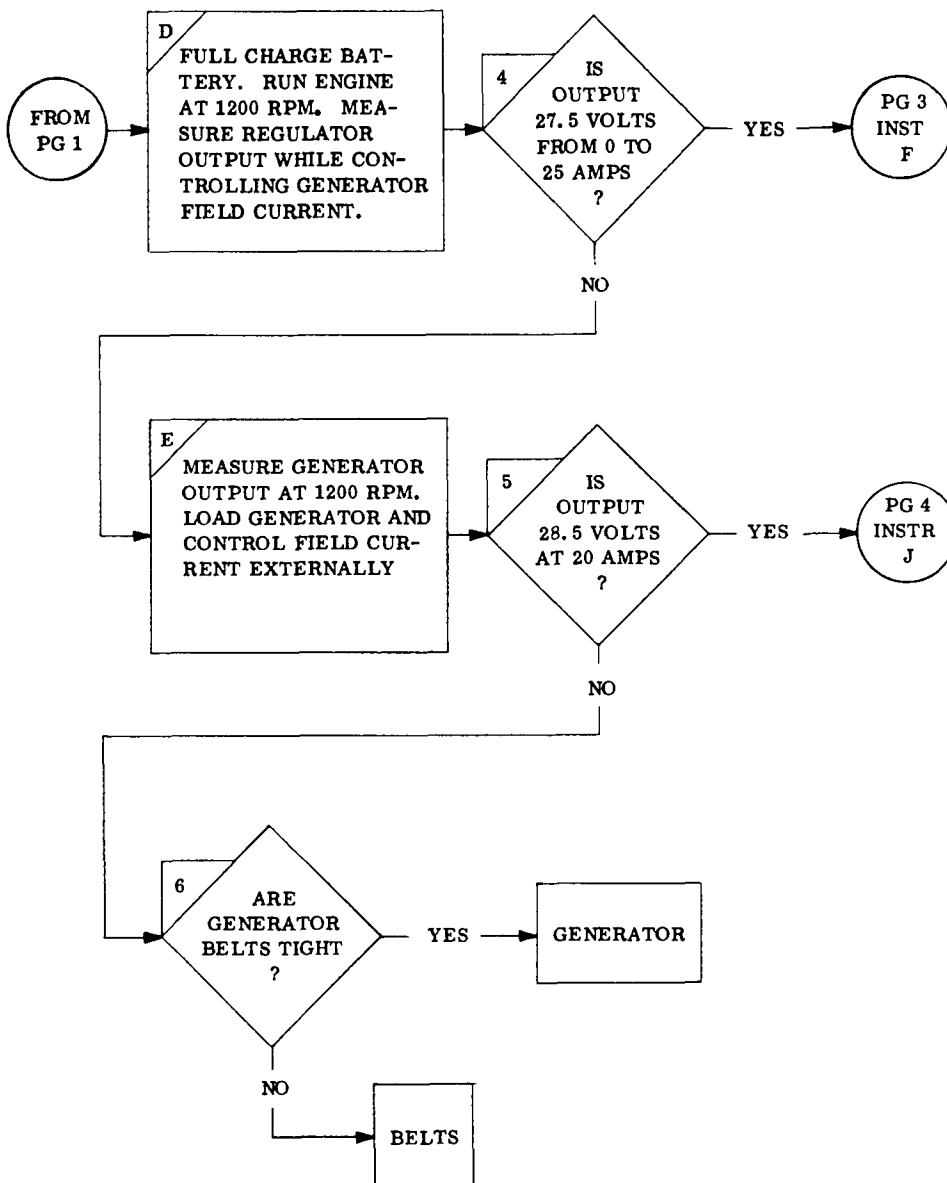 FROM
PG 1
D
FULL CHARGE BAT-
TERY. RUN ENGINE
AT 1200 RPM. MEA-
SURE REGULATOR
OUTPUT WHILE CON-
TROLLING GENERATOR
FIELD CURRENT.
4
IS
OUTPUT
27.5 VOLTS
FROM 0 TO
25 AMPS
?
YES
PG 3
INST
F
NO
E
MEASURE GENERATOR
OUTPUT AT 1200 RPM.
LOAD GENERATOR AND
CONTROL FIELD CUR-
RENT EXTERNALLY
5
IS
OUTPUT
28.5 VOLTS
AT 20 AMPS
?
YES
PG 4
INSTR
J
NO
6
ARE
GENERATOR
BELTS TIGHT
?
YES
GENERATOR
NO
BELTS